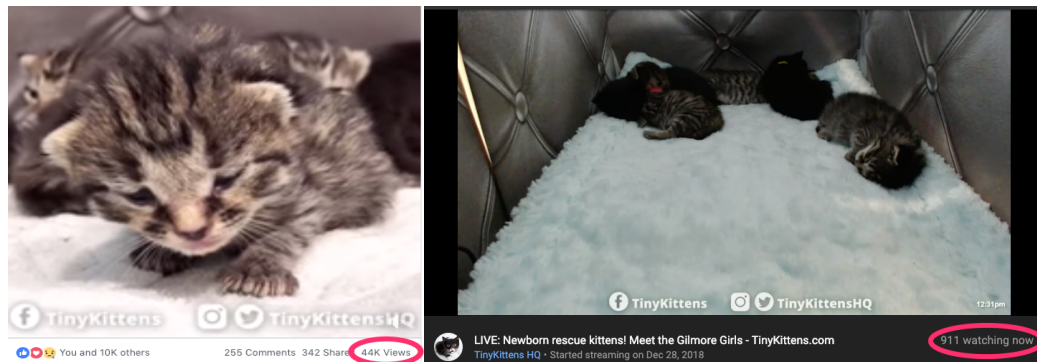 TinyKittens TinyKittensHQ
You and 10K others 255 Comments 342 Share 44K Views
TinyKittens TinyKittensHQ
12:31pm
LIVE: Newborn rescue kittens! Meet the Gilmore Girls - TinyKittens.com
911 watching now
TinyKittens HQ • Started streaming on Dec 28, 2018